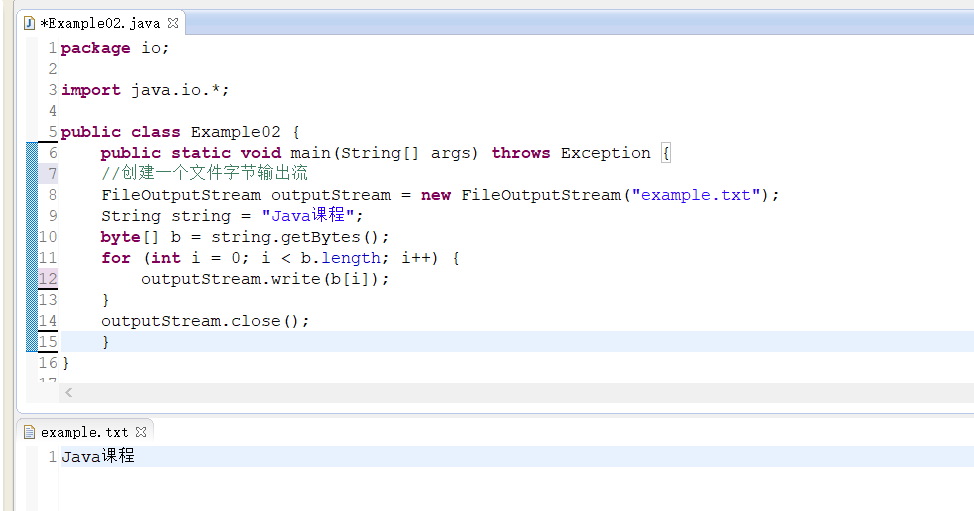 *Example02.java
1 package io;
2
3 import java.io.*;
4
5 public class Example02 {
6     public static void main(String[] args) throws Exception {
7     //创建一个文件字节输出流
8     FileOutputStream outputStream = new FileOutputStream("example.txt");
9     String string = "Java课程";
10     byte[] b = string.getBytes();
11     for (int i = 0; i < b.length; i++) {
12         outputStream.write(b[i]);
13     }
14     outputStream.close();
15     }
16 }
17
example.txt
1 Java课程